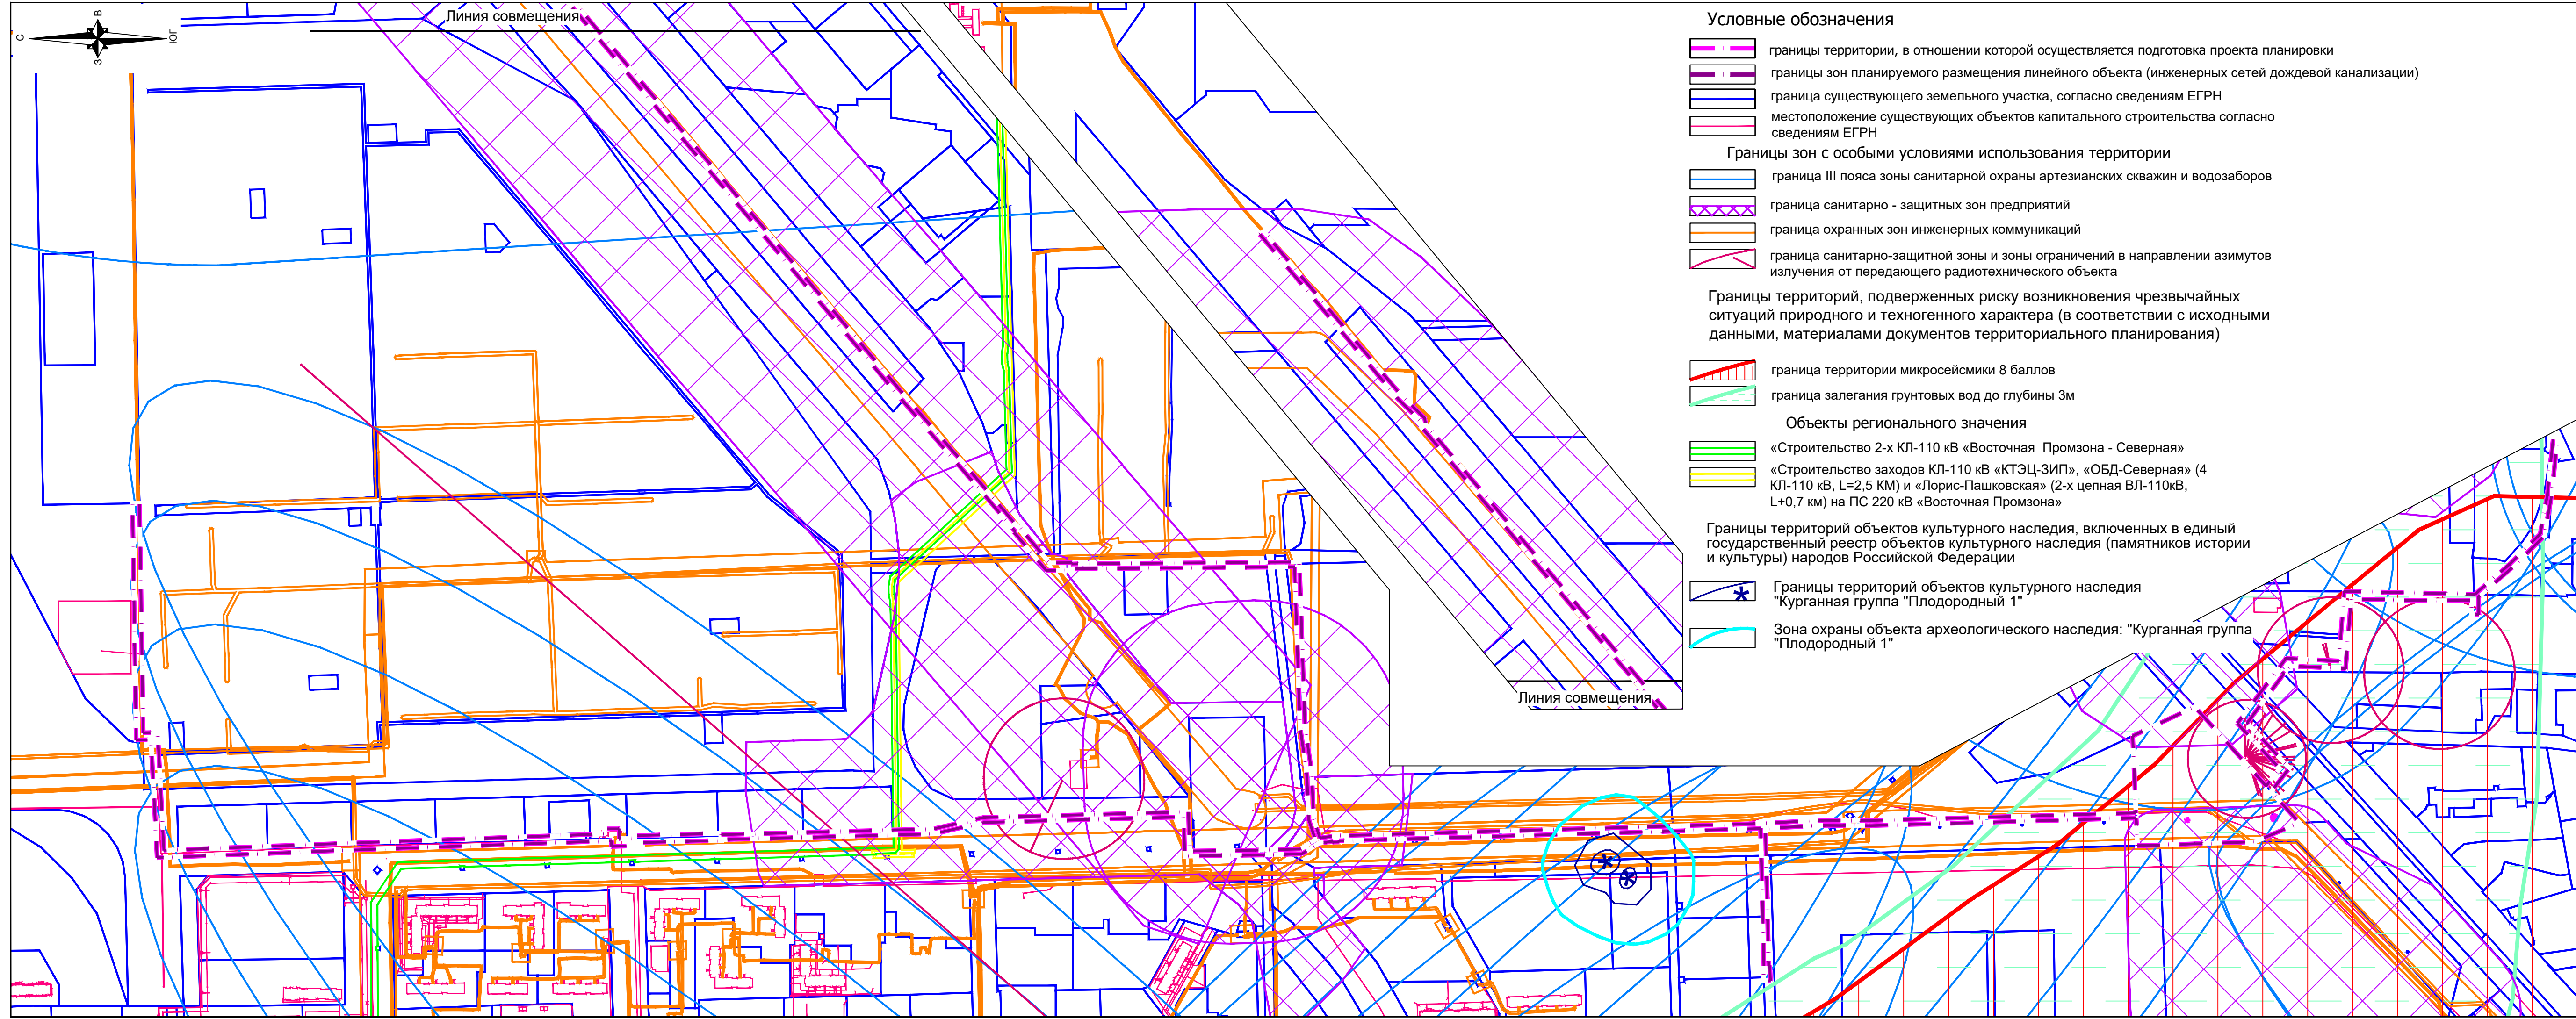 Линия совмещения
С
В
З
ЮГ
Условные обозначения
границы территории, в отношении которой осуществляется подготовка проекта планировки
границы зон планируемого размещения линейного объекта (инженерных сетей дождевой канализации)
граница существующего земельного участка, согласно сведениям ЕГРН
местоположение существующих объектов капитального строительства согласно
сведениям ЕГРН
Границы зон с особыми условиями использования территории
граница III пояса зоны санитарной охраны артезианских скважин и водозаборов
граница санитарно - защитных зон предприятий
граница охранных зон инженерных коммуникаций
граница санитарно-защитной зоны и зоны ограничений в направлении азимутов
излучения от передающего радиотехнического объекта
Границы территорий, подверженных риску возникновения чрезвычайных
ситуаций природного и техногенного характера (в соответствии с исходными
данными, материалами документов территориального планирования)
граница территории микросейсмики 8 баллов
граница залегания грунтовых вод до глубины 3м
Объекты регионального значения
«Строительство 2-х КЛ-110 кВ «Восточная Промзона - Северная»
«Строительство заходов КЛ-110 кВ «КТЭЦ-ЗИП», «ОБД-Северная» (4
КЛ-110 кВ, L=2,5 КМ) и «Лорис-Пашковская» (2-х цепная ВЛ-110кВ,
L+0,7 км) на ПС 220 кВ «Восточная Промзона»
Границы территорий объектов культурного наследия, включенных в единый
государственный реестр объектов культурного наследия (памятников истории
и культуры) народов Российской Федерации
Границы территорий объектов культурного наследия
"Курганная группа "Плодородный 1"
Зона охраны объекта археологического наследия: "Курганная группа
"Плодородный 1"
Линия совмещения